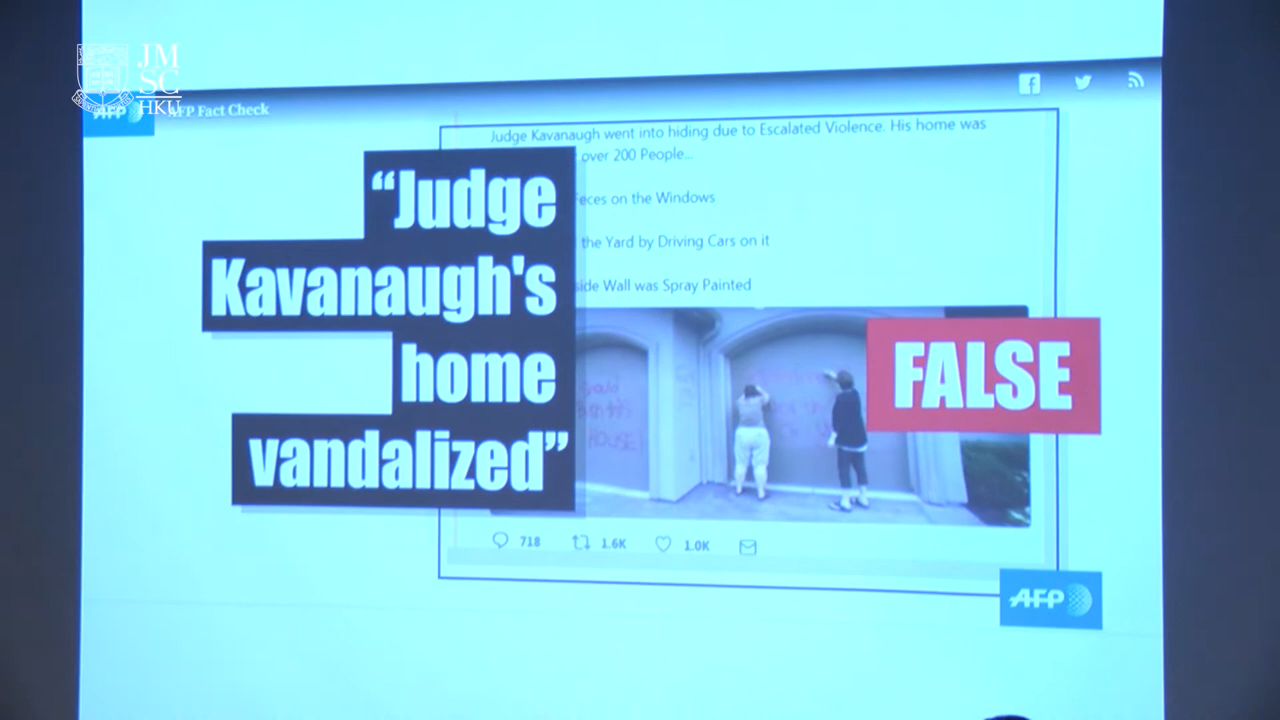 JM
SC
HKU
AFP
AFP Fact Check
Judge Kavanaugh went into hiding due to Escalated Violence. His home was
over 200 People...
Feces on the Windows
the Yard by Driving Cars on it
side Wall was Spray Painted
“Judge
Kavanaugh's
home
vandalized”
FALSE
718 1.6K 1.0K
AFP